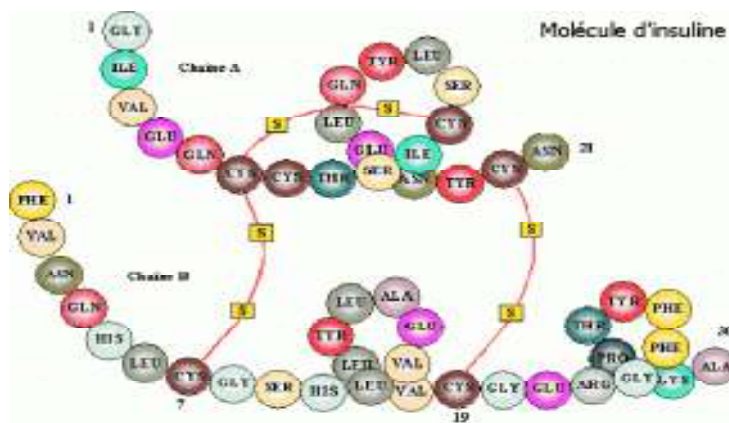 Molécule d'insuline
Chaîne A
1
GLY
ILE
VAL
GLU
GLN
CYS
CYS
THR
SER
ILE
CYS
SER
LEU
TYR
GLN
LEU
GLU
ASN
TYR
CYS
ASN
21
S
S
S
S
S
S
Chaîne B
1
PHE
VAL
ASN
GLN
HIS
LEU
CYS
7
GLY
SER
HIS
LEU
VAL
GLU
ALA
LEU
TYR
LEU
VAL
CYS
19
GLY
GLU
ARG
GLY
PHE
PHE
TYR
THR
PRO
LYS
ALA
30